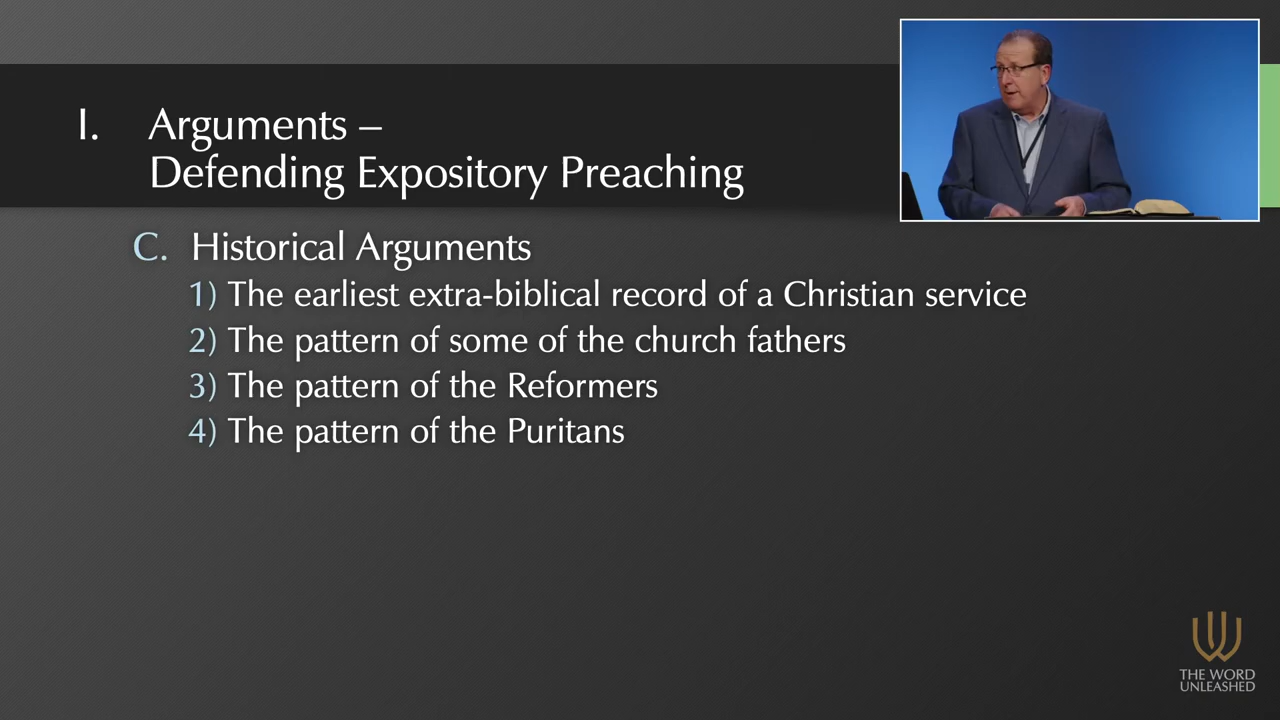 I. Arguments –
Defending Expository Preaching
C. Historical Arguments
1) The earliest extra-biblical record of a Christian service
2) The pattern of some of the church fathers
3) The pattern of the Reformers
4) The pattern of the Puritans
THE WORD
UNLEASHED